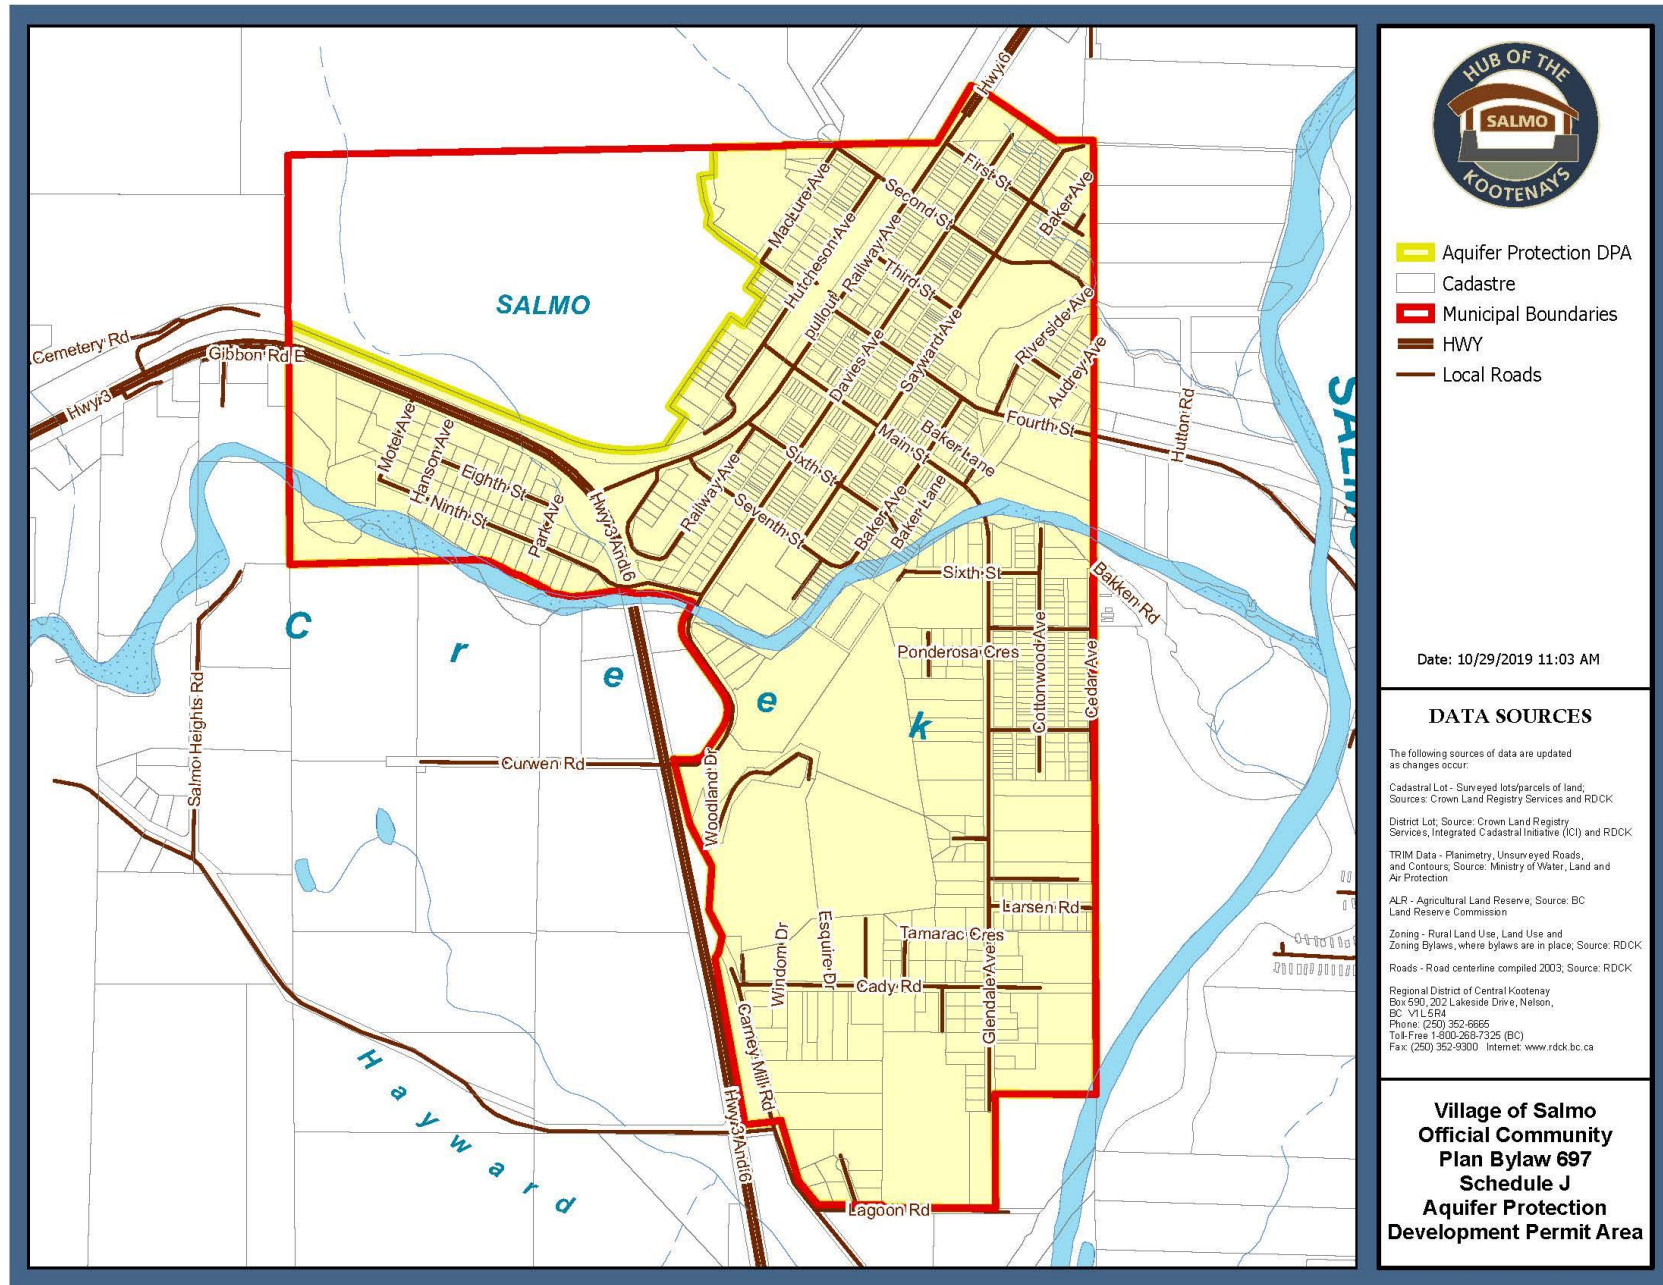 Hwy 6
First St
Baker Ave
MacLure Ave
Second St
Baker Ave
Hutcheson Ave
Railway Ave
Third St
pullout
SALMO
Sayward Ave
Riverside Ave
Davies Ave
Audrey Ave
Cemetery Rd
Gibbon Rd E
Hwy 3
Motel Ave
Hanson Ave
Eighth St
Ninth St
Park Ave
Hwy 3 And 6
Railway Ave
Seventh St
Sixth St
Main St
Baker Lane
Baker Ave
Baker Lane
Fourth St
Hutton Rd
Sixth St
Bakken Rd
Ponderosa Cres
Cottonwood Ave
Cedar Ave
C r e e k
Salmo Heights Rd
Curwen Rd
Woodland Dr
Larsen Rd
Windom Dr
Esquire Dr
Tamarac Cres
Cady Rd
Glendale Ave
Carney Mill Rd
Hwy 3 And 6
Lagoon Rd
H a y w a r d
HUB OF THE
SALMO
KOOTENAYS
Aquifer Protection DPA
Cadastre
Municipal Boundaries
HWY
Local Roads
Date: 10/29/2019 11:03 AM
DATA SOURCES
The following sources of data are updated
as changes occur:
Cadastral Lot - Surveyed lots/parcels of land;
Sources: Crown Land Registry Services and RDCK
District Lot; Source: Crown Land Registry
Services, Integrated Cadastral Initiative (ICI) and RDCK
TRIM Data - Planimetry, Unsurveyed Roads,
and Contours; Source: Ministry of Water, Land and
Air Protection
ALR - Agricultural Land Reserve; Source: BC
Land Reserve Commission
Zoning - Rural Land Use, Land Use and
Zoning Bylaws, where bylaws are in place; Source: RDCK
Roads - Road centerline compiled 2003; Source: RDCK
Regional District of Central Kootenay
Box 590, 202 Lakeside Drive, Nelson,
BC V1L 5R4
Phone: (250) 352-6665
Toll-Free 1-800-268-7325 (BC)
Fax: (250) 352-9300 Internet: www.rdck.bc.ca
Village of Salmo
Official Community
Plan Bylaw 697
Schedule J
Aquifer Protection
Development Permit Area